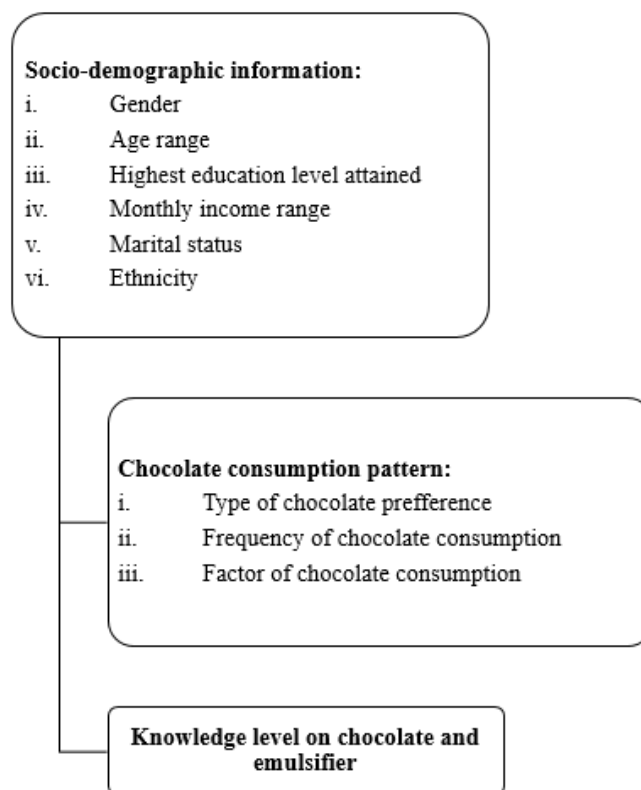 Socio-demographic information:
i. Gender
ii. Age range
iii. Highest education level attained
iv. Monthly income range
v. Marital status
vi. Ethnicity
Chocolate consumption pattern:
i. Type of chocolate prefference
ii. Frequency of chocolate consumption
iii. Factor of chocolate consumption
Knowledge level on chocolate and
emulsifier